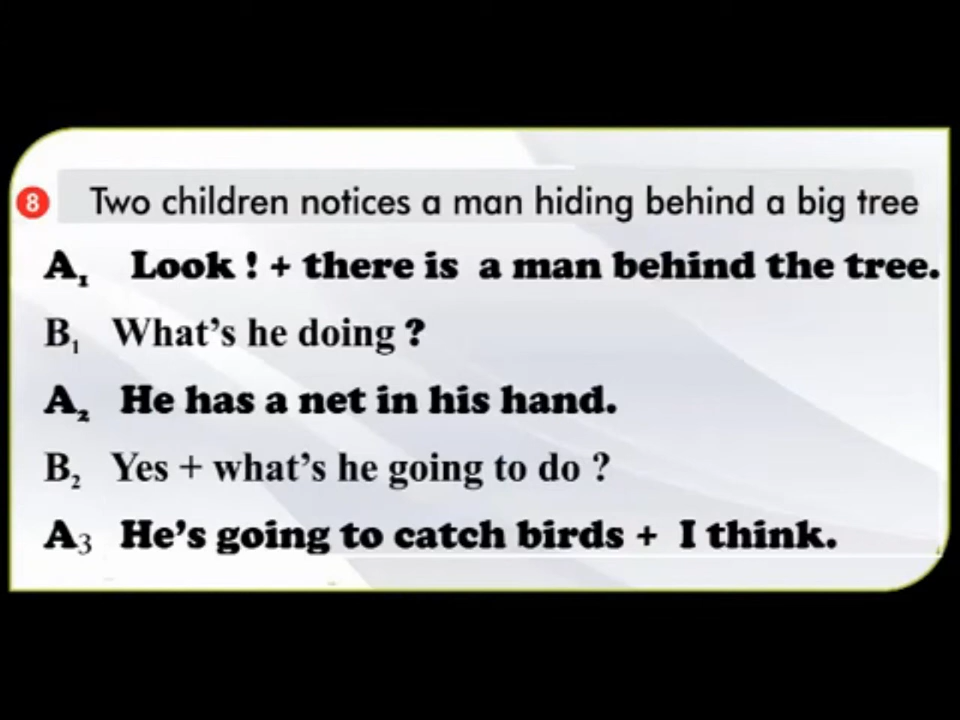 8 Two children notices a man hiding behind a big tree
A₁ Look ! + there is a man behind the tree.
B₁ What’s he doing ?
A₂ He has a net in his hand.
B₂ Yes + what’s he going to do ?
A3 He’s going to catch birds + I think.